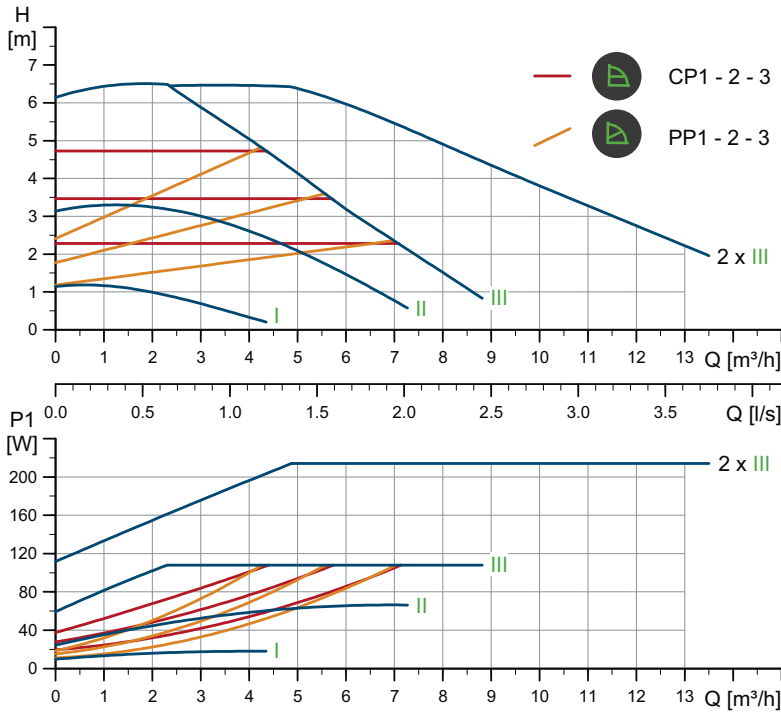 H
[m]
7
6
5
4
3
2
1
0
CP1 - 2 - 3
PP1 - 2 - 3
2 x III
III
II
I
0 1 2 3 4 5 6 7 8 9 10 11 12 13 Q [m³/h]
0.0 0.5 1.0 1.5 2.0 2.5 3.0 3.5 Q [l/s]
P1
[W]
200
160
120
80
40
0
2 x III
III
II
I
0 1 2 3 4 5 6 7 8 9 10 11 12 13 Q [m³/h]